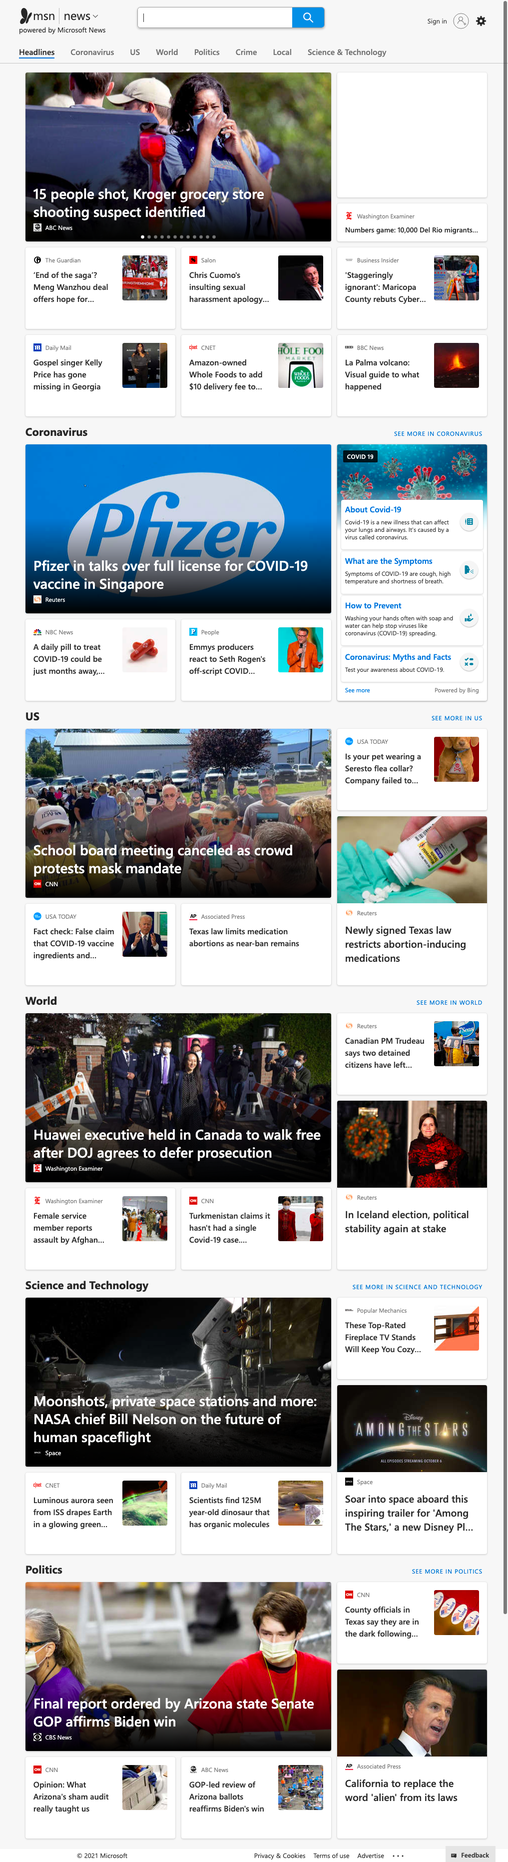 msn | news
powered by Microsoft News
Sign in
Headlines Coronavirus US World Politics Crime Local Science & Technology
15 people shot, Kroger grocery store
shooting suspect identified
ABC News
Washington Examiner
Numbers game: 10,000 Del Rio migrants...
The Guardian
'End of the saga'?
Meng Wanzhou deal
offers hope for...
Salon
Chris Cuomo's
insulting sexual
harassment apology...
Business Insider
'Staggeringly
ignorant': Maricopa
County rebuts Cyber...
Daily Mail
Gospel singer Kelly
Price has gone
missing in Georgia
CNET
Amazon-owned
Whole Foods to add
$10 delivery fee to...
BBC News
La Palma volcano:
Visual guide to what
happened
Coronavirus
SEE MORE IN CORONAVIRUS
Pfizer
Pfizer in talks over full license for COVID-19
vaccine in Singapore
Reuters
COVID 19
About Covid-19
Covid-19 is a new illness that can affect
your lungs and airways. It's caused by a
virus called coronavirus.
What are the Symptoms
Symptoms of COVID-19 are cough, high
temperature and shortness of breath.
How to Prevent
Washing your hands often with soap and
water can help stop viruses like
coronavirus (COVID-19) spreading.
Coronavirus: Myths and Facts
Test your awareness about COVID-19.
See more
Powered by Bing
NBC News
A daily pill to treat
COVID-19 could be
just months away,...
People
Emmys producers
react to Seth Rogen's
off-script COVID...
US
SEE MORE IN US
School board meeting canceled as crowd
protests mask mandate
CNN
USA TODAY
Is your pet wearing a
Seresto flea collar?
Company failed to...
Reuters
Newly signed Texas law
restricts abortion-inducing
medications
USA TODAY
Fact check: False claim
that COVID-19 vaccine
ingredients and...
Associated Press
Texas law limits medication
abortions as near-ban remains
World
SEE MORE IN WORLD
Huawei executive held in Canada to walk free
after DOJ agrees to defer prosecution
Washington Examiner
Reuters
Canadian PM Trudeau
says two detained
citizens have left...
Reuters
In Iceland election, political
stability again at stake
Washington Examiner
Female service
member reports
assault by Afghan...
CNN
Turkmenistan claims it
hasn't had a single
Covid-19 case....
Science and Technology
SEE MORE IN SCIENCE AND TECHNOLOGY
Moonshots, private space stations and more:
NASA chief Bill Nelson on the future of
human spaceflight
Space
Popular Mechanics
These Top-Rated
Fireplace TV Stands
Will Keep You Cozy...
Disney
AMONG THE STARS
ALL EPISODES STREAMING OCTOBER 6
Space
Soar into space aboard this
inspiring trailer for 'Among
The Stars,' a new Disney Pl...
CNET
Luminous aurora seen
from ISS drapes Earth
in a glowing green...
Daily Mail
Scientists find 125M
year-old dinosaur that
has organic molecules
Politics
SEE MORE IN POLITICS
Final report ordered by Arizona state Senate
GOP affirms Biden win
CBS News
CNN
County officials in
Texas say they are in
the dark following...
Associated Press
California to replace the
word 'alien' from its laws
CNN
Opinion: What
Arizona's sham audit
really taught us
ABC News
GOP-led review of
Arizona ballots
reaffirms Biden's win
© 2021 Microsoft
Privacy & Cookies Terms of use Advertise ...
Feedback